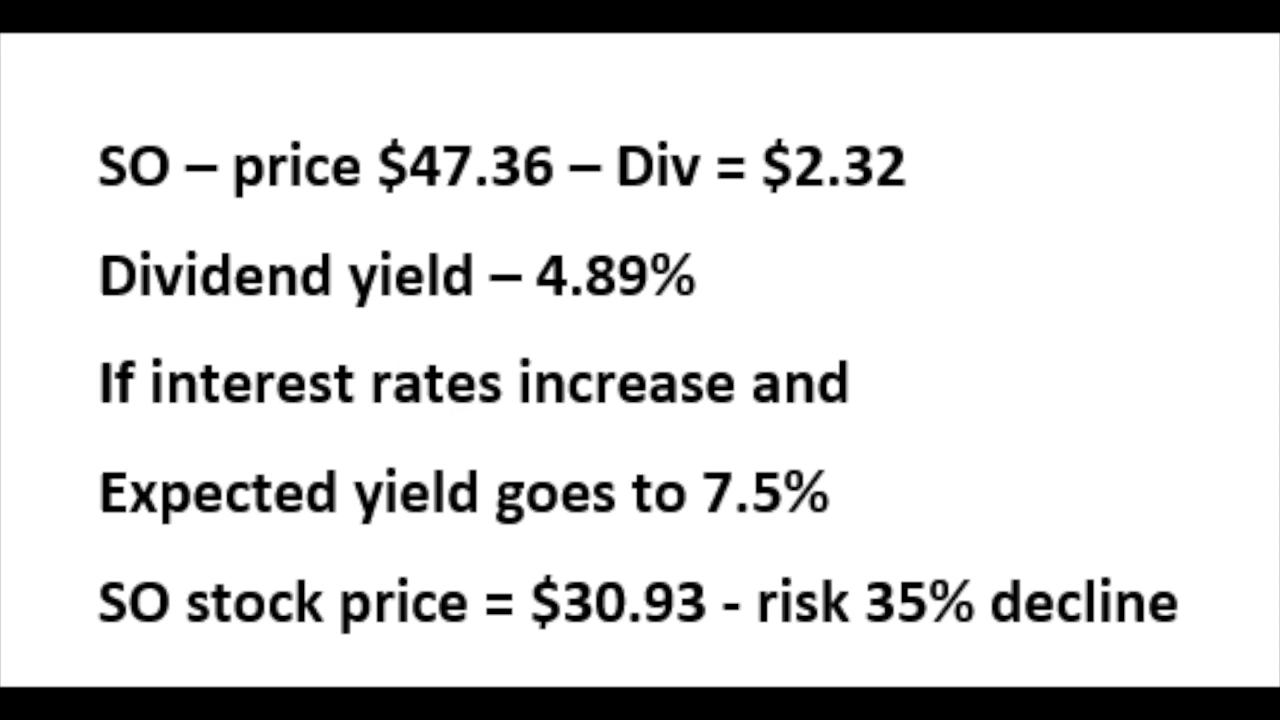 SO – price $47.36 – Div = $2.32
Dividend yield – 4.89%
If interest rates increase and
Expected yield goes to 7.5%
SO stock price = $30.93 - risk 35% decline